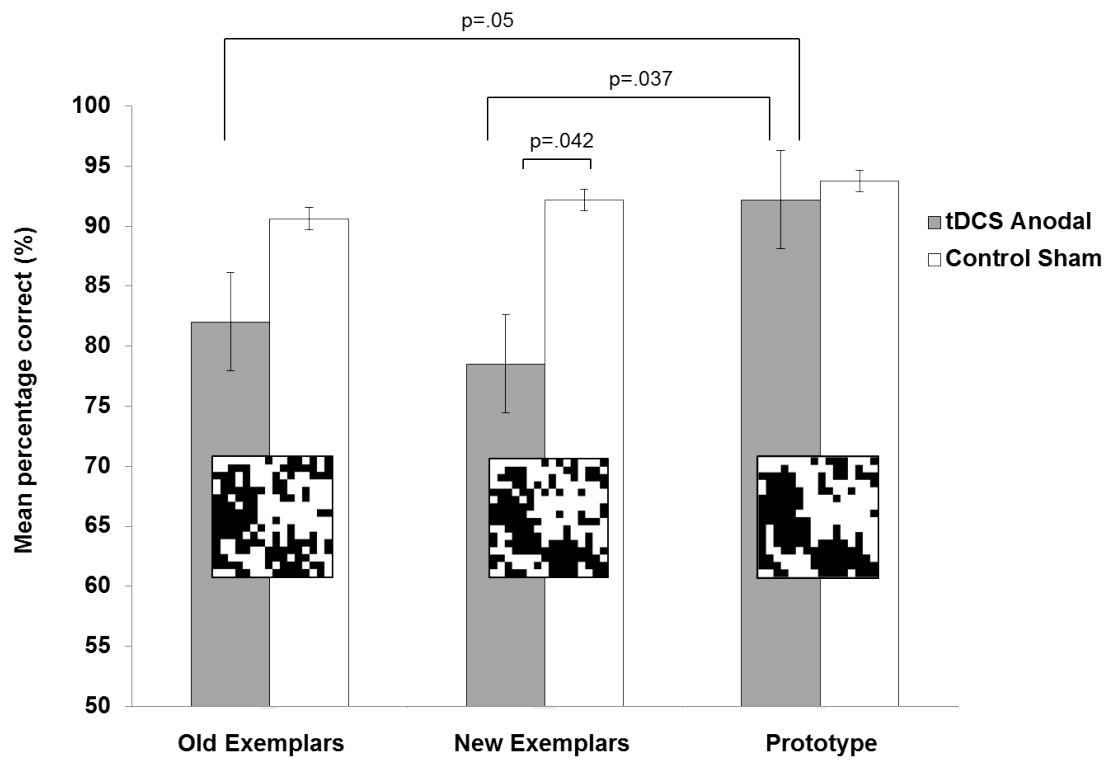 p=.05
p=.037
p=.042
Mean percentage correct (%)
100
95
90
85
80
75
70
65
60
55
50
Old Exemplars
New Exemplars
Prototype
tDCS Anodal
Control Sham